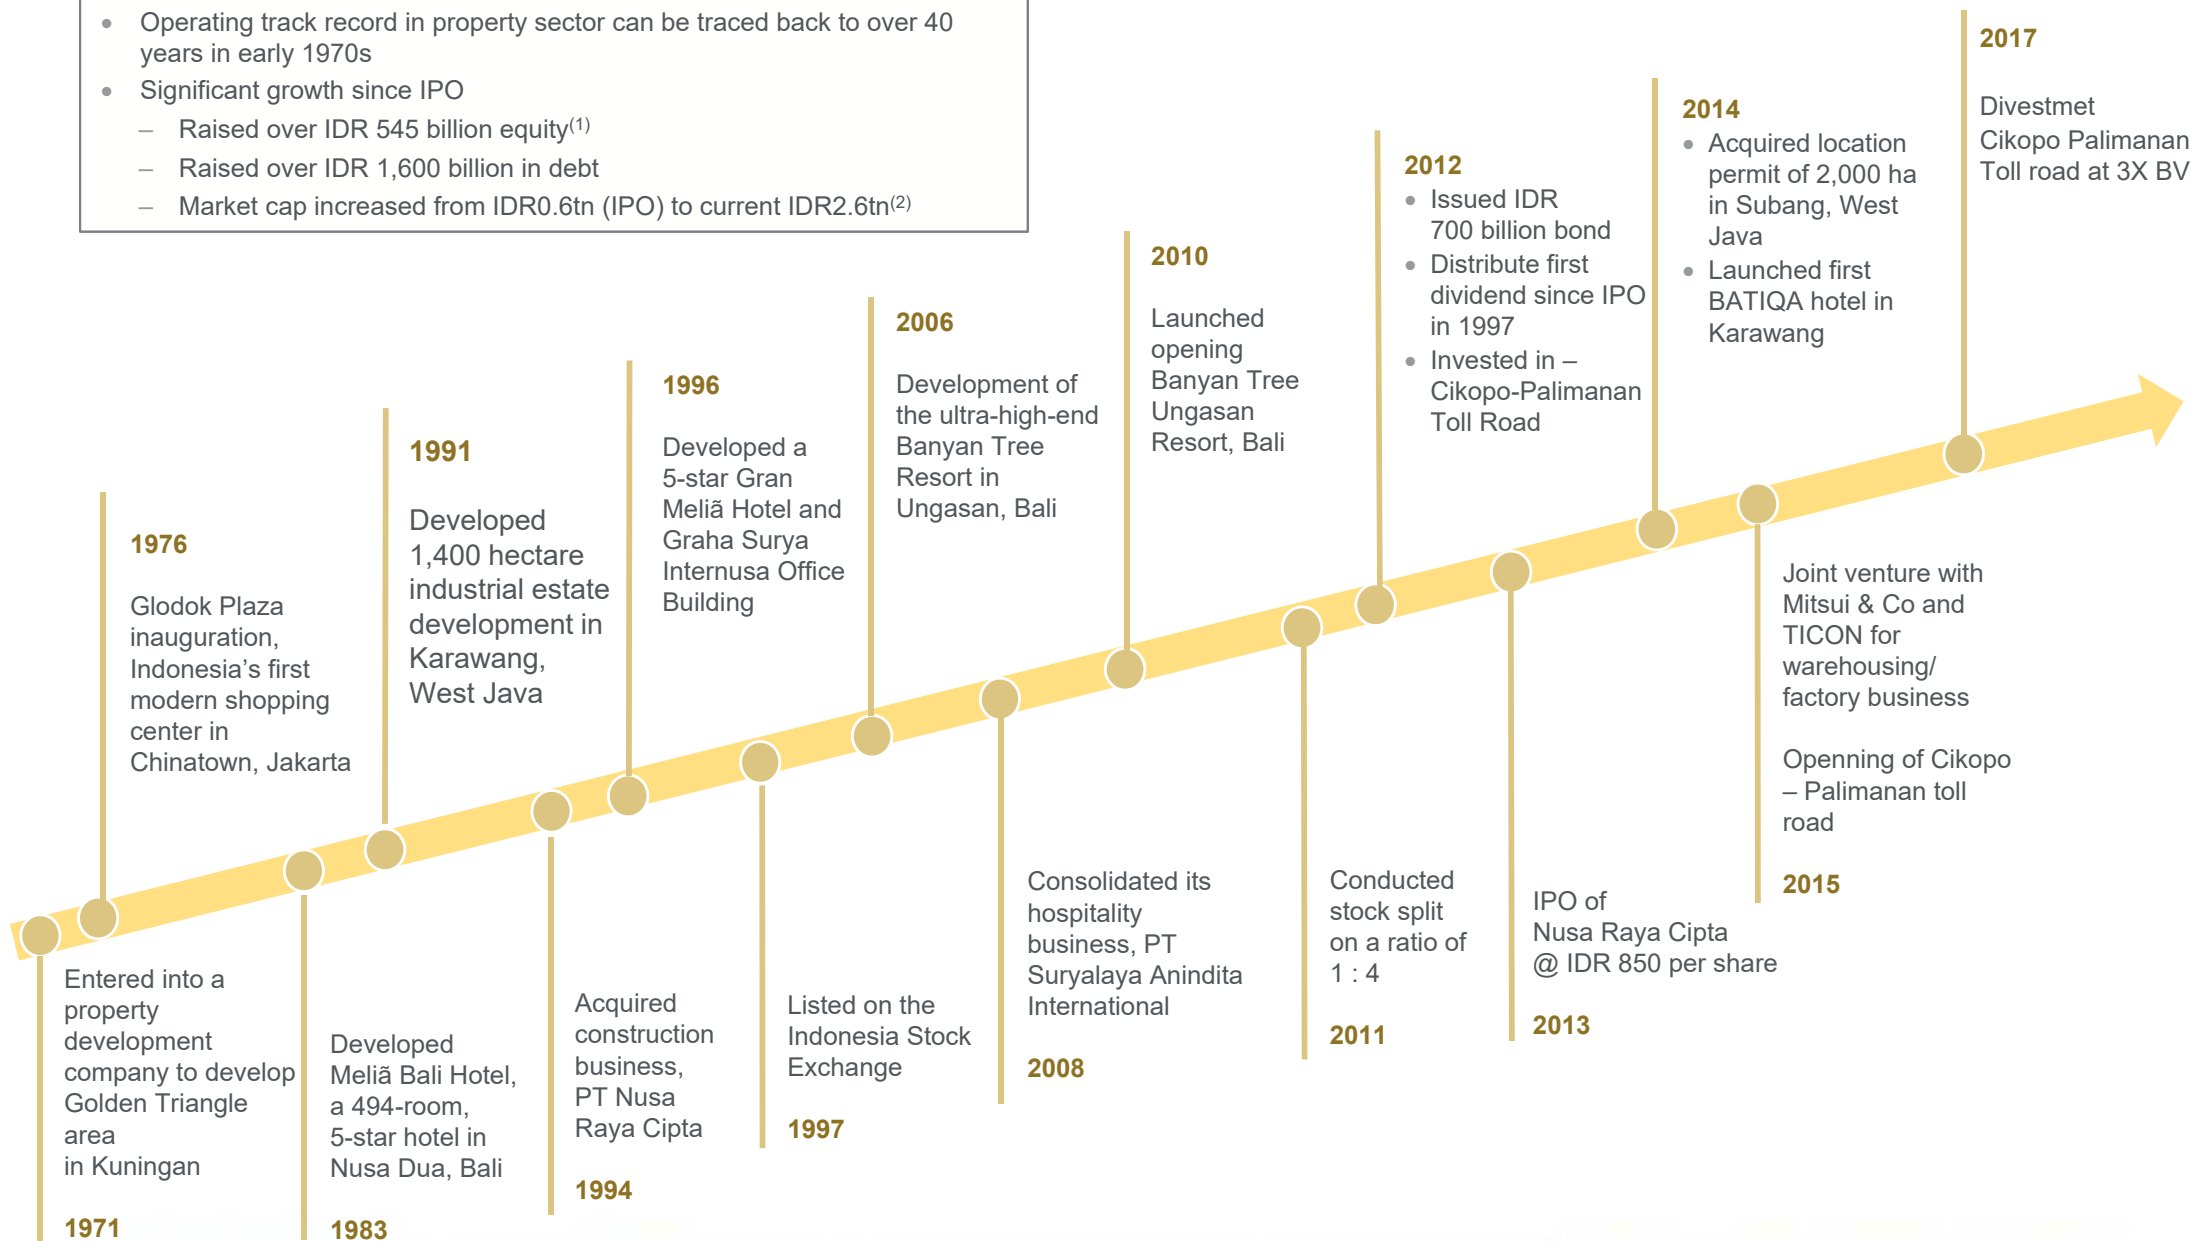 • Operating track record in property sector can be traced back to over 40
years in early 1970s
• Significant growth since IPO
– Raised over IDR 545 billion equity(1)
– Raised over IDR 1,600 billion in debt
– Market cap increased from IDR0.6tn (IPO) to current IDR2.6tn(2)
1971
Entered into a
property
development
company to develop
Golden Triangle
area
in Kuningan
1976
Glodok Plaza
inauguration,
Indonesia’s first
modern shopping
center in
Chinatown, Jakarta
Developed
Meliã Bali Hotel,
a 494-room,
5-star hotel in
Nusa Dua, Bali
1983
1991
Developed
1,400 hectare
industrial estate
development in
Karawang,
West Java
Acquired
construction
business,
PT Nusa
Raya Cipta
1994
1996
Developed a
5-star Gran
Meliã Hotel and
Graha Surya
Internusa Office
Building
Listed on the
Indonesia Stock
Exchange
1997
2006
Development of
the ultra-high-end
Banyan Tree
Resort in
Ungasan, Bali
Consolidated its
hospitality
business, PT
Suryalaya Anindita
International
2008
2010
Launched
opening
Banyan Tree
Ungasan
Resort, Bali
Conducted
stock split
on a ratio of
1 : 4
2011
2012
• Issued IDR
700 billion bond
• Distribute first
dividend since IPO
in 1997
• Invested in –
Cikopo-Palimanan
Toll Road
IPO of
Nusa Raya Cipta
@ IDR 850 per share
2013
2014
• Acquired location
permit of 2,000 ha
in Subang, West
Java
• Launched first
BATIQA hotel in
Karawang
Joint venture with
Mitsui & Co and
TICON for
warehousing/
factory business
Openning of Cikopo
– Palimanan toll
road
2015
2017
Divestmet
Cikopo Palimanan
Toll road at 3X BV